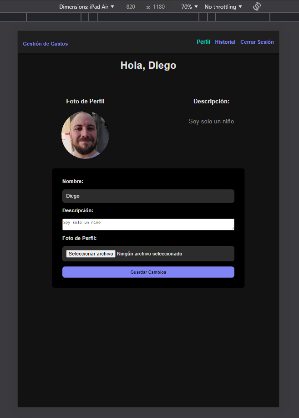 Dimensions: iPad Air ▼ 820 × 1180 70% ▼ No throttling ▼
Gestión de Gastos Perfil Historial Cerrar Sesión
Hola, Diego
Foto de Perfil Descripción:
Soy solo un niño
Nombre:
Diego
Descripción:
Soy solo un niño
Foto de Perfil:
Seleccionar archivo Ningún archivo seleccionado
Guardar Cambios